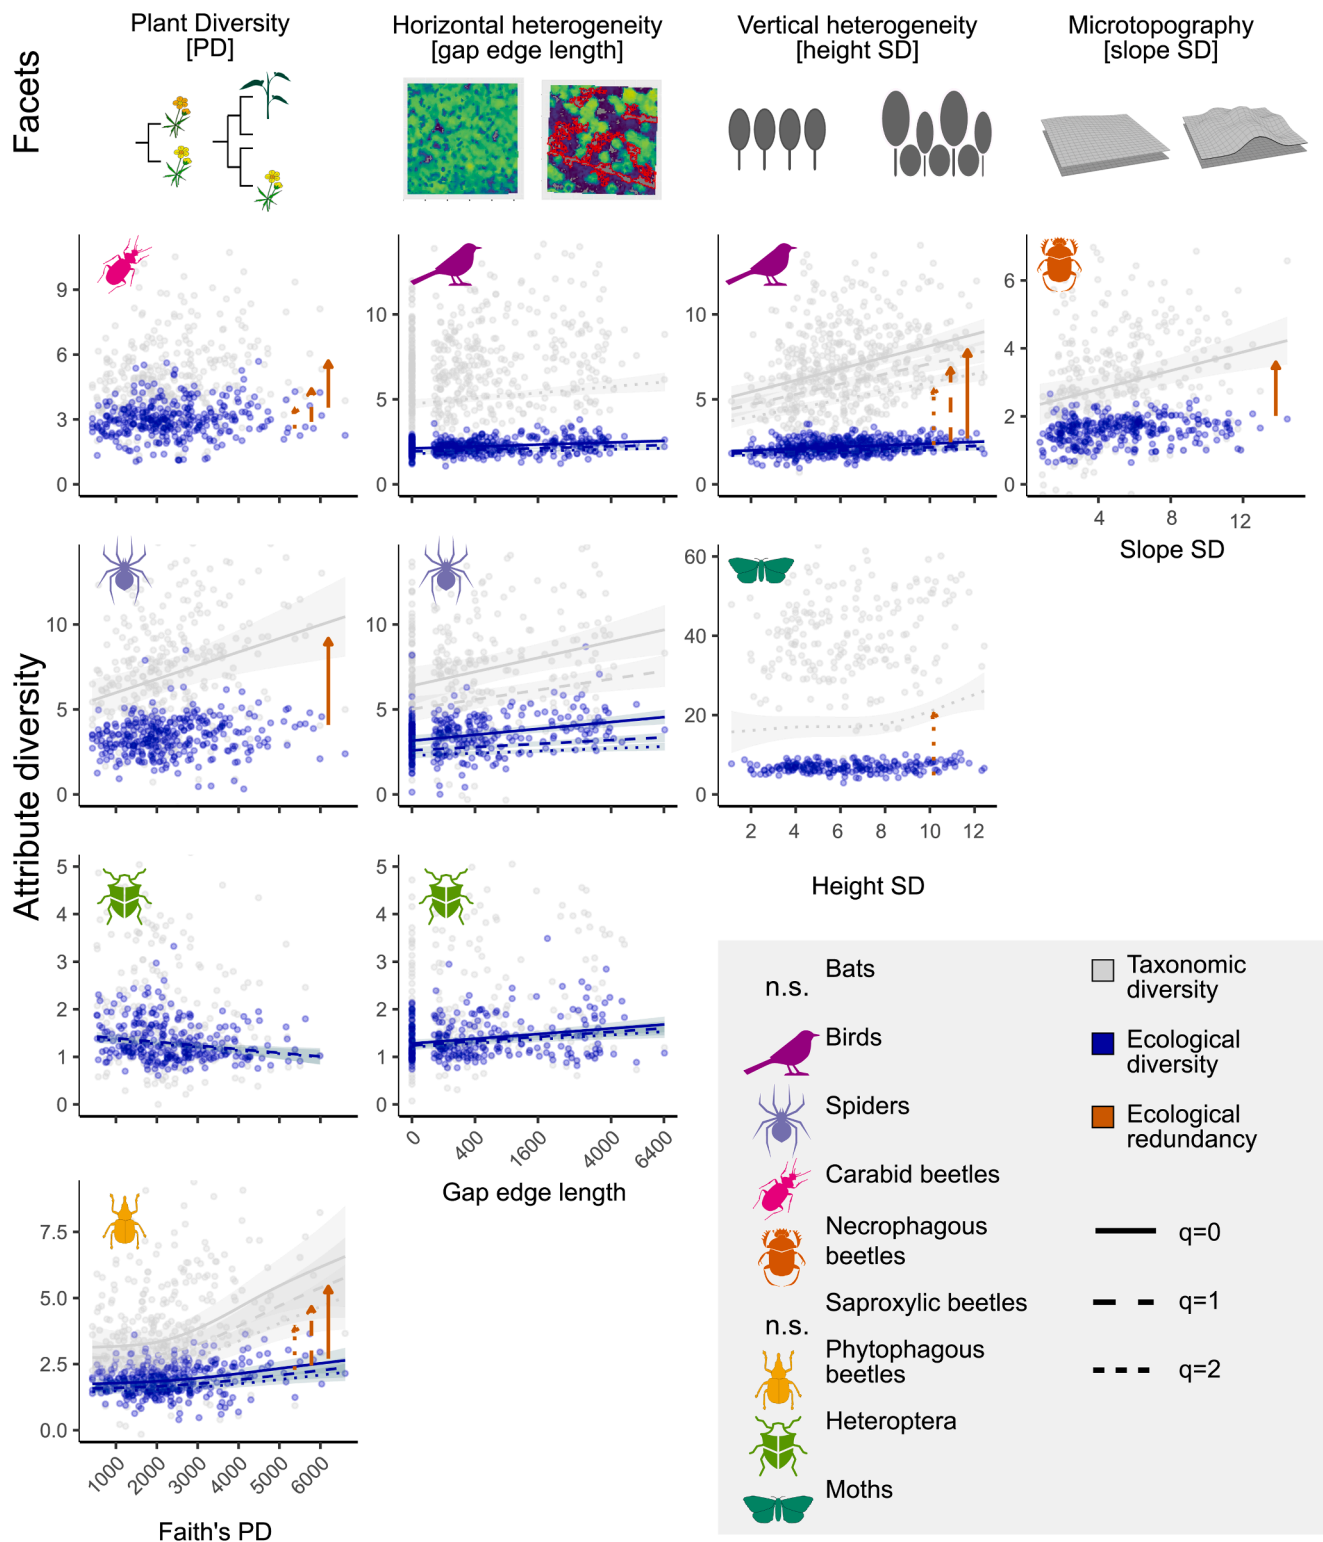 Plant Diversity
[PD]
Horizontal heterogeneity
[gap edge length]
Vertical heterogeneity
[height SD]
Microtopography
[slope SD]
Facets
Attribute diversity
9
6
3
0
10
5
0
10
5
0
6
4
2
0
4
8
12
Slope SD
10
5
0
10
5
0
60
40
20
0
2
4
6
8
10
12
Height SD
5
4
3
2
1
0
5
4
3
2
1
0
0
400
1600
4000
6400
Gap edge length
7.5
5.0
2.5
0.0
1000
2000
3000
4000
5000
6000
Faith's PD
n.s.
Bats
Birds
Spiders
Carabid beetles
Necrophagous
beetles
Saproxylic beetles
n.s.
Phytophagous
beetles
Heteroptera
Moths
Taxonomic
diversity
Ecological
diversity
Ecological
redundancy
q=0
q=1
q=2